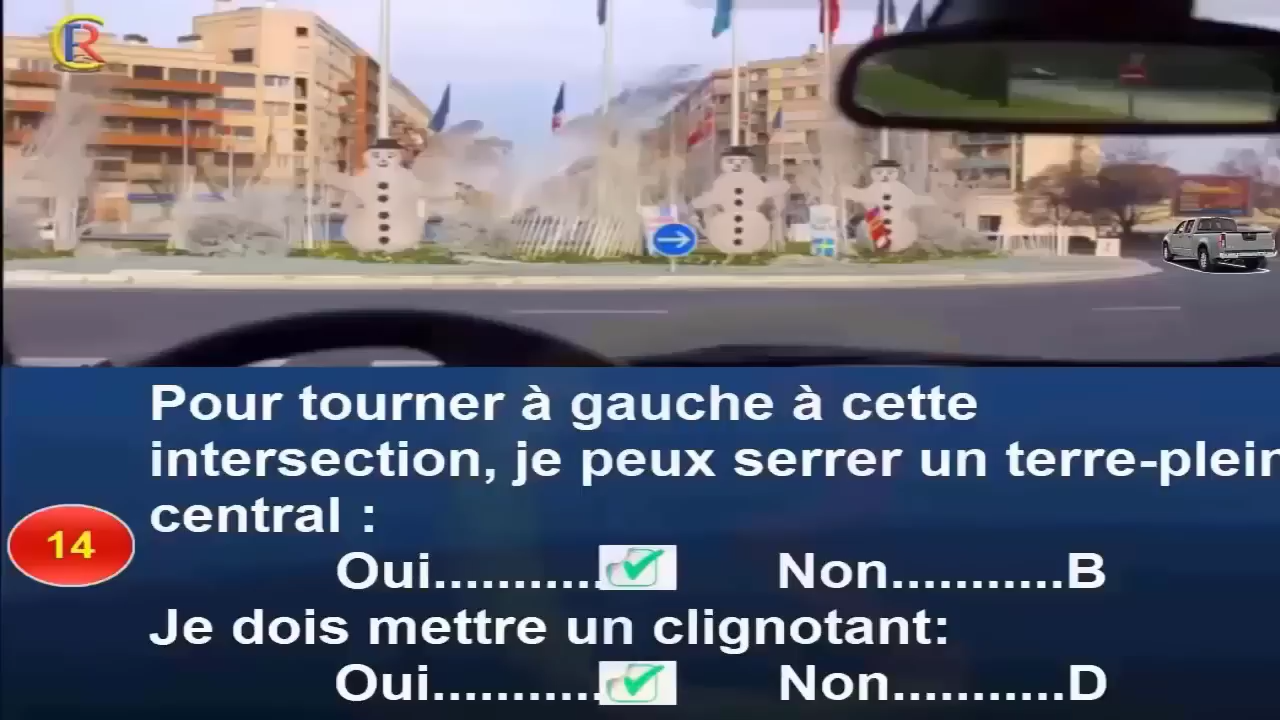 CR
Pour tourner à gauche à cette
intersection, je peux serrer un terre-plein
central :
14
Oui........... Non...........B
Je dois mettre un clignotant:
Oui........... Non...........D